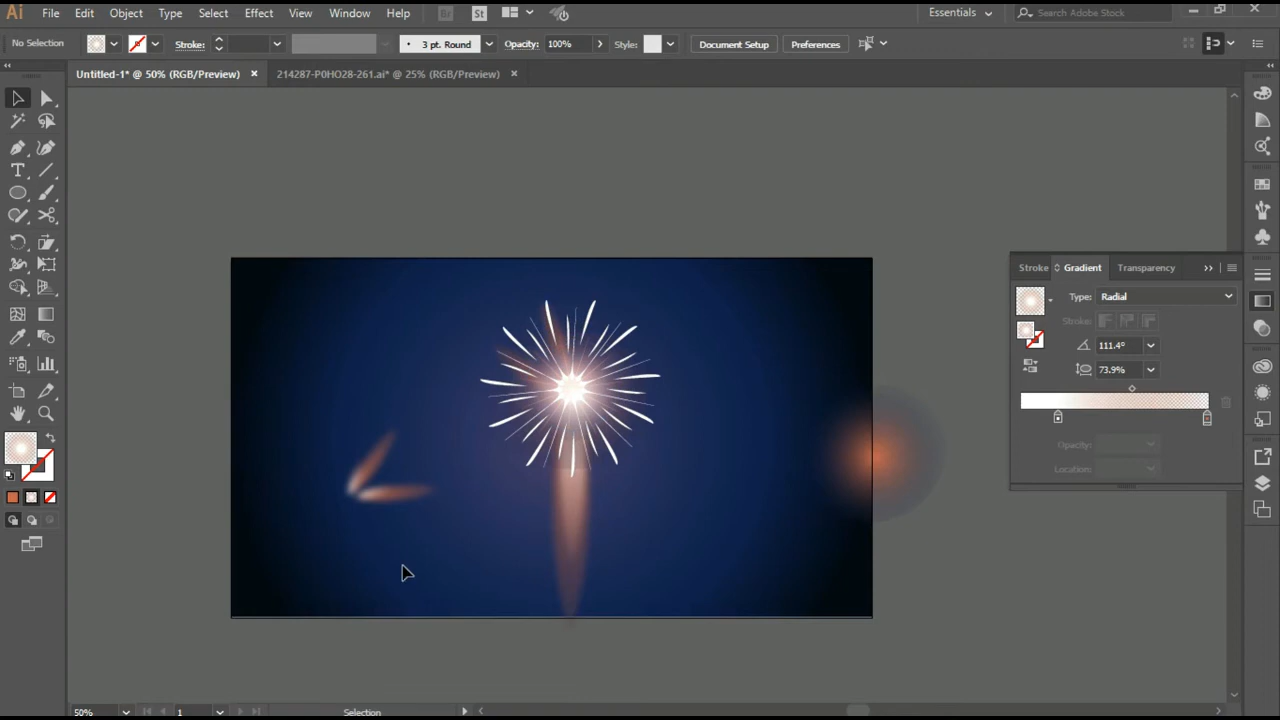 Ai File Edit Object Type Select Effect View Window Help Br St Essentials Search Adobe Stock
No Selection Stroke: 3 pt. Round Opacity: 100% Style: Document Setup Preferences
Untitled-1* @ 50% (RGB/Preview) 214287-P0HO28-261.ai* @ 25% (RGB/Preview)
T
Stroke Gradient Transparency
Type: Radial
Stroke:
111.4°
73.9%
Opacity:
Location:
50% 1 Selection